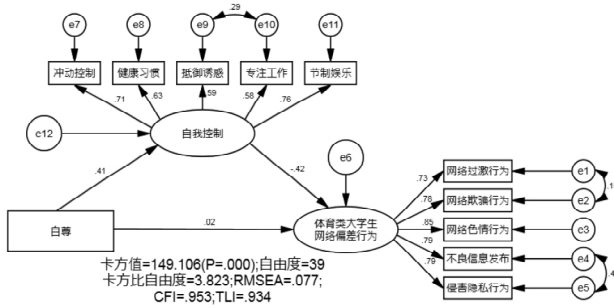 .29
e7
e8
e9
e10
e11
冲动控制
健康习惯
抵御诱惑
专注工作
节制娱乐
.71
.63
.59
.58
.76
自我控制
e12
e6
.41
-.42
网络过激行为
网络欺骗行为
网络色情行为
不良信息发布
侵害隐私行为
e1
e2
e3
e4
e5
.73
.78
.85
.79
.79
自尊
.02
体育类大学生
网络偏差行为
卡方值=149.106(P=.000);自由度=39
卡方比自由度=3.823;RMSEA=.077;
CFI=.953;TLI=.934